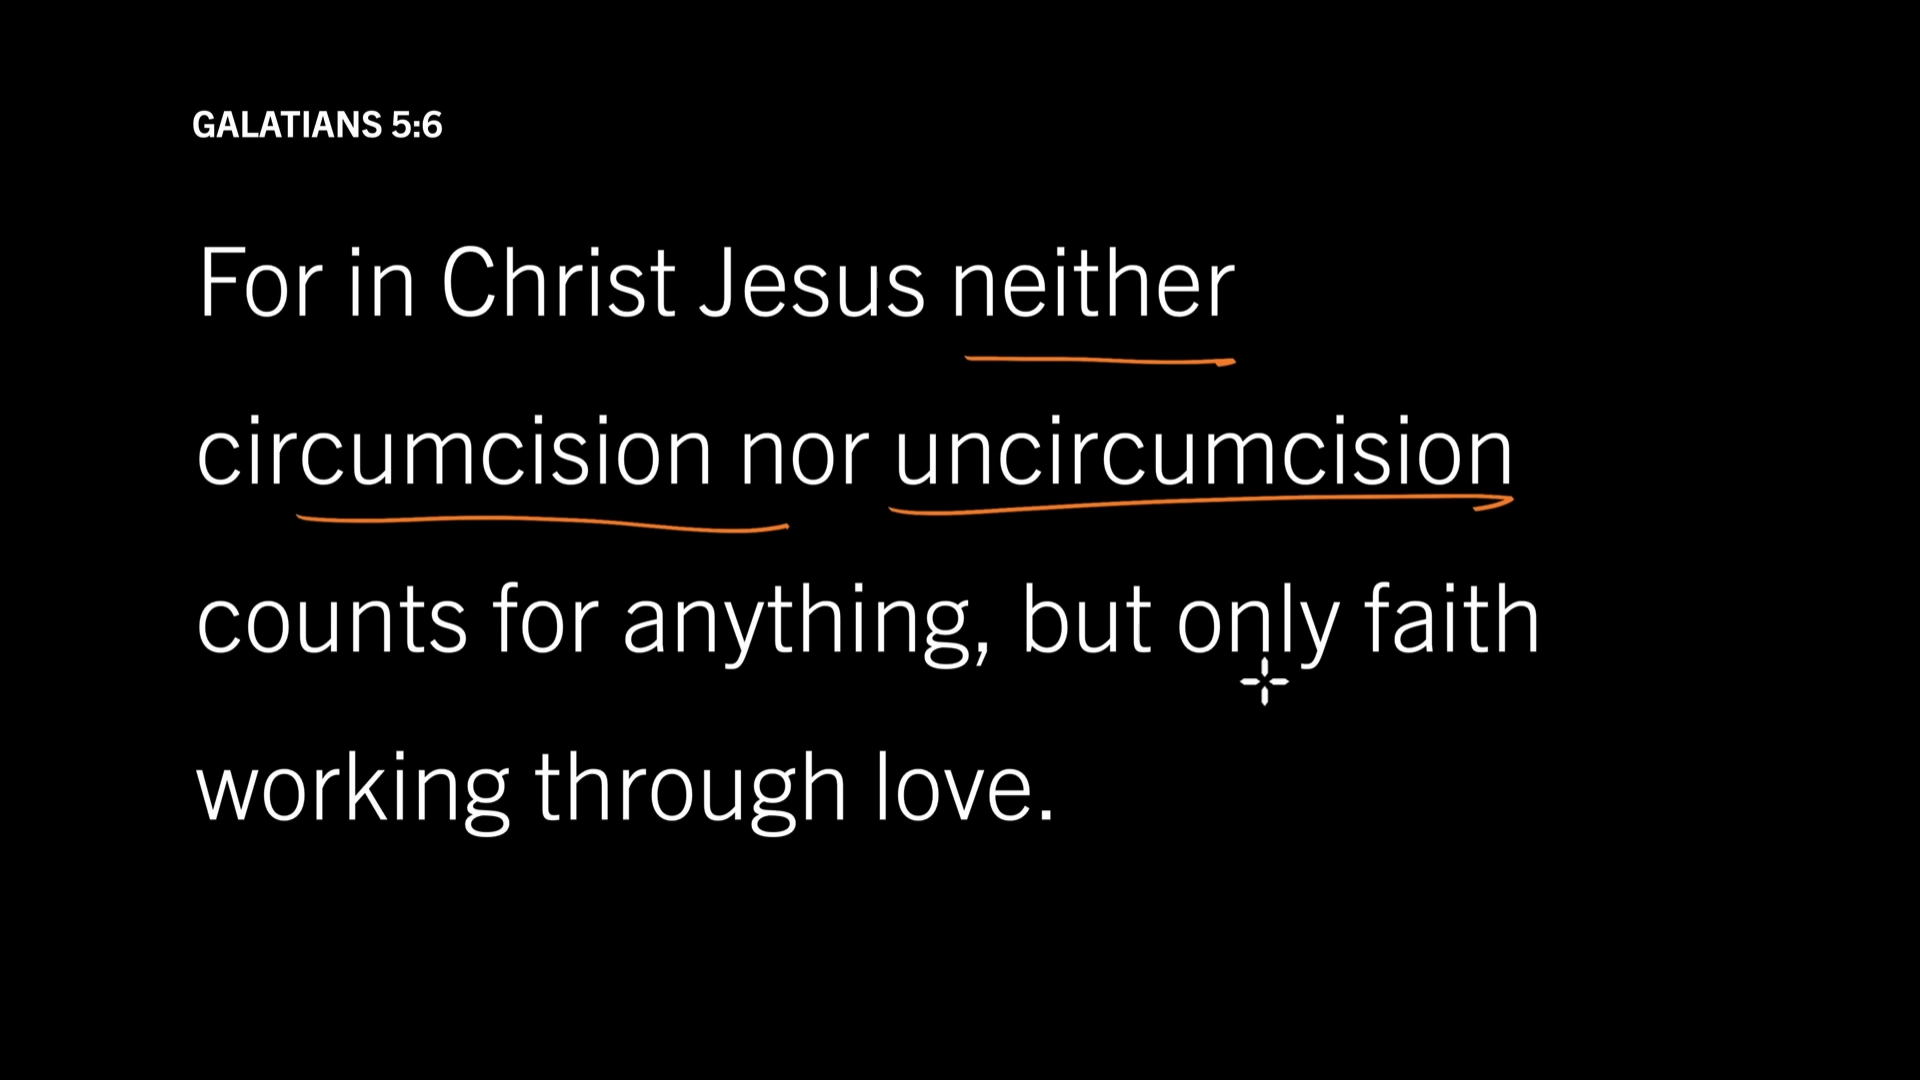 GALATIANS 5:6
For in Christ Jesus neither
circumcision nor uncircumcision
counts for anything, but only faith
working through love.